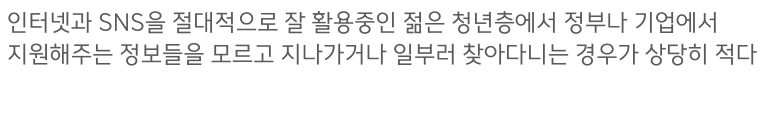 인터넷과 SNS을 절대적으로 잘 활용중인 젊은 청년층에서 정부나 기업에서
지원해주는 정보들을 모르고 지나가거나 일부러 찾아다니는 경우가 상당히 적다